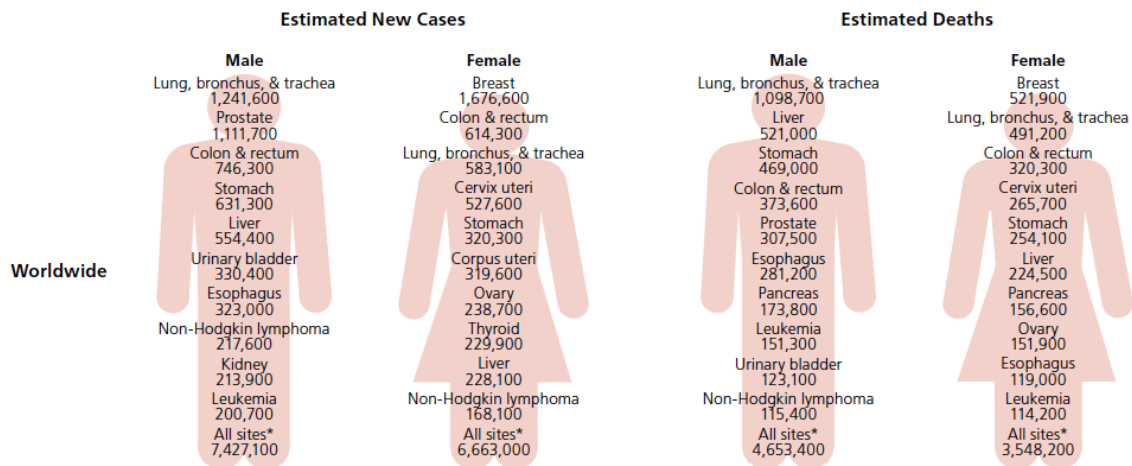 Estimated New Cases
Estimated Deaths
Male
Female
Male
Female
Worldwide
Lung, bronchus, & trachea
1,241,600
Prostate
1,111,700
Colon & rectum
746,300
Stomach
631,300
Liver
554,400
Urinary bladder
330,400
Esophagus
323,000
Non-Hodgkin lymphoma
217,600
Kidney
213,900
Leukemia
200,700
All sites*
7,427,100
Breast
1,676,600
Colon & rectum
614,300
Lung, bronchus, & trachea
583,100
Cervix uteri
527,600
Stomach
320,300
Corpus uteri
319,600
Ovary
238,700
Thyroid
229,900
Liver
228,100
Non-Hodgkin lymphoma
168,100
All sites*
6,663,000
Lung, bronchus, & trachea
1,098,700
Liver
521,000
Stomach
469,000
Colon & rectum
373,600
Prostate
307,500
Esophagus
281,200
Pancreas
173,800
Leukemia
151,300
Urinary bladder
123,100
Non-Hodgkin lymphoma
115,400
All sites*
4,653,400
Breast
521,900
Lung, bronchus, & trachea
491,200
Colon & rectum
320,300
Cervix uteri
265,700
Stomach
254,100
Liver
224,500
Pancreas
156,600
Ovary
151,900
Esophagus
119,000
Leukemia
114,200
All sites*
3,548,200